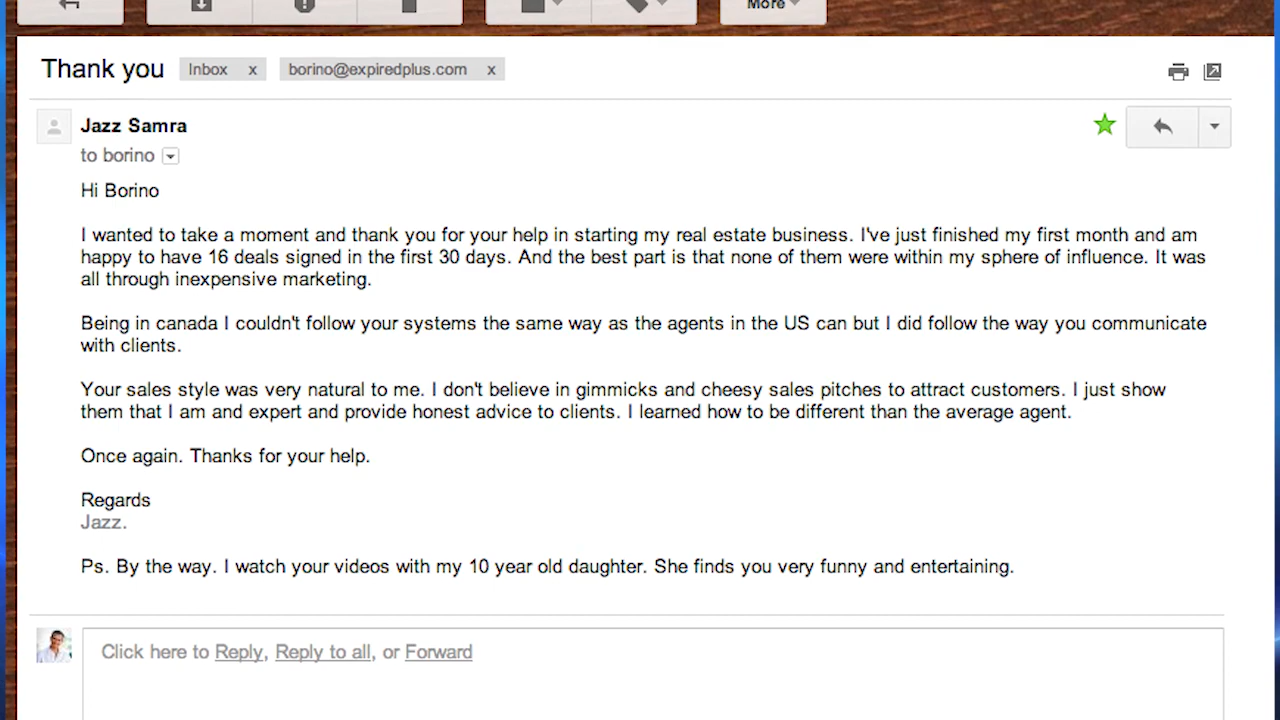 More
Thank you Inbox x borino@expiredplus.com x
Jazz Samra
to borino
Hi Borino
I wanted to take a moment and thank you for your help in starting my real estate business. I've just finished my first month and am
happy to have 16 deals signed in the first 30 days. And the best part is that none of them were within my sphere of influence. It was
all through inexpensive marketing.
Being in canada I couldn't follow your systems the same way as the agents in the US can but I did follow the way you communicate
with clients.
Your sales style was very natural to me. I don't believe in gimmicks and cheesy sales pitches to attract customers. I just show
them that I am and expert and provide honest advice to clients. I learned how to be different than the average agent.
Once again. Thanks for your help.
Regards
Jazz.
Ps. By the way. I watch your videos with my 10 year old daughter. She finds you very funny and entertaining.
Click here to Reply, Reply to all, or Forward